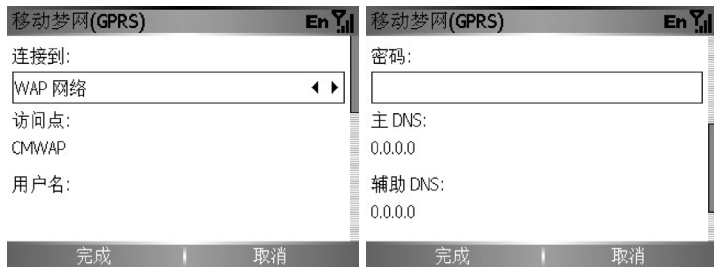 移动梦网(GPRS) En
连接到:
WAP 网络
访问点:
CMWAP
用户名:
完成 取消
移动梦网(GPRS) En
密码:
主 DNS:
0.0.0.0
辅助 DNS:
0.0.0.0
完成 取消